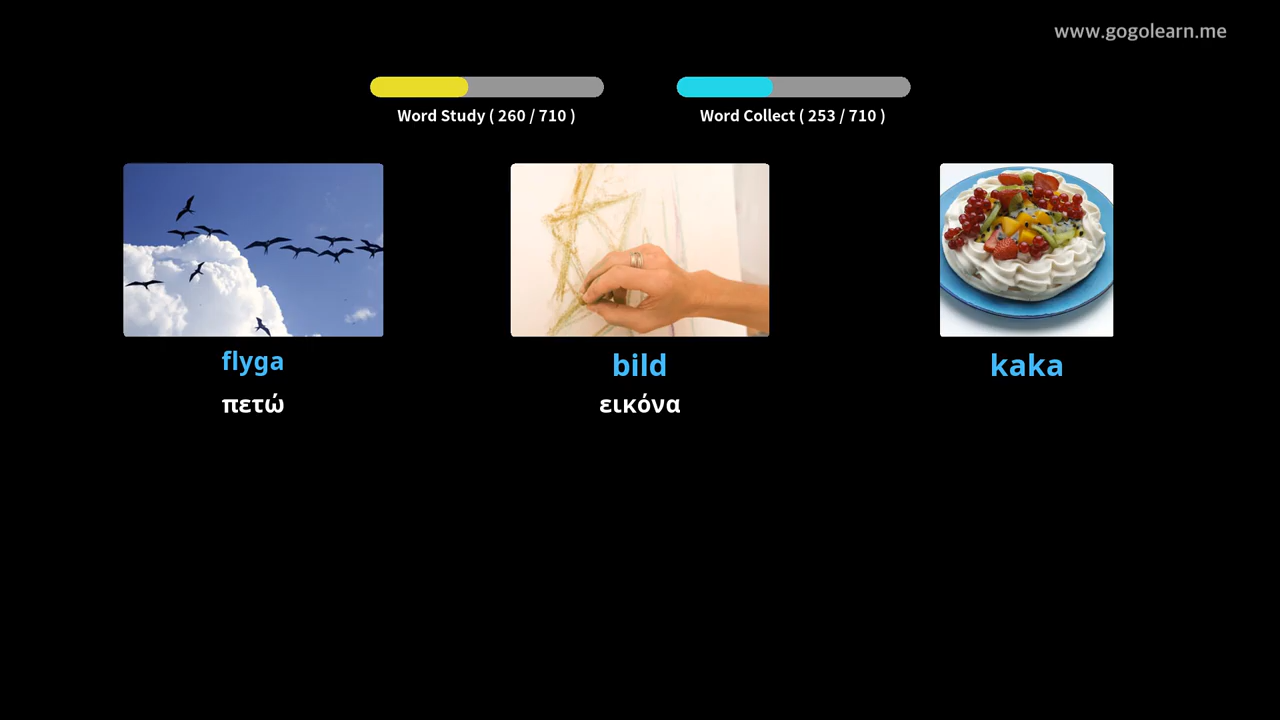 www.gogolearn.me
Word Study ( 260 / 710 )
Word Collect ( 253 / 710 )
flyga
bild
kaka
πετώ
εικόνα